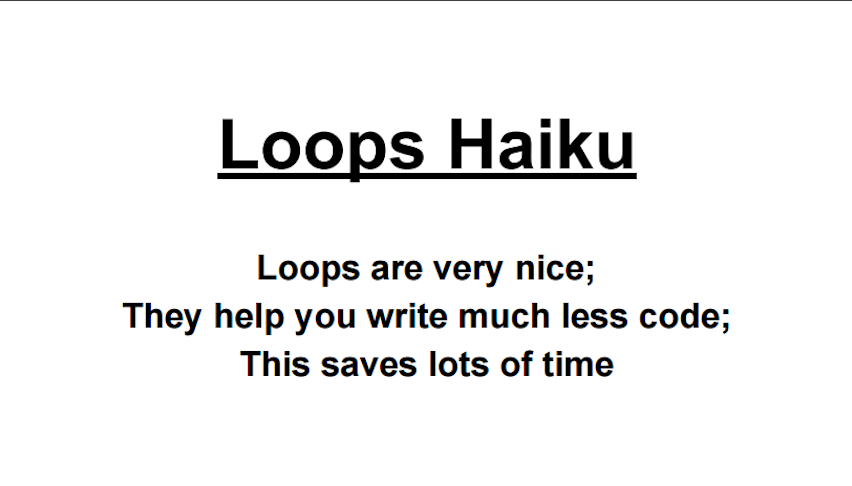 Loops Haiku
Loops are very nice;
They help you write much less code;
This saves lots of time